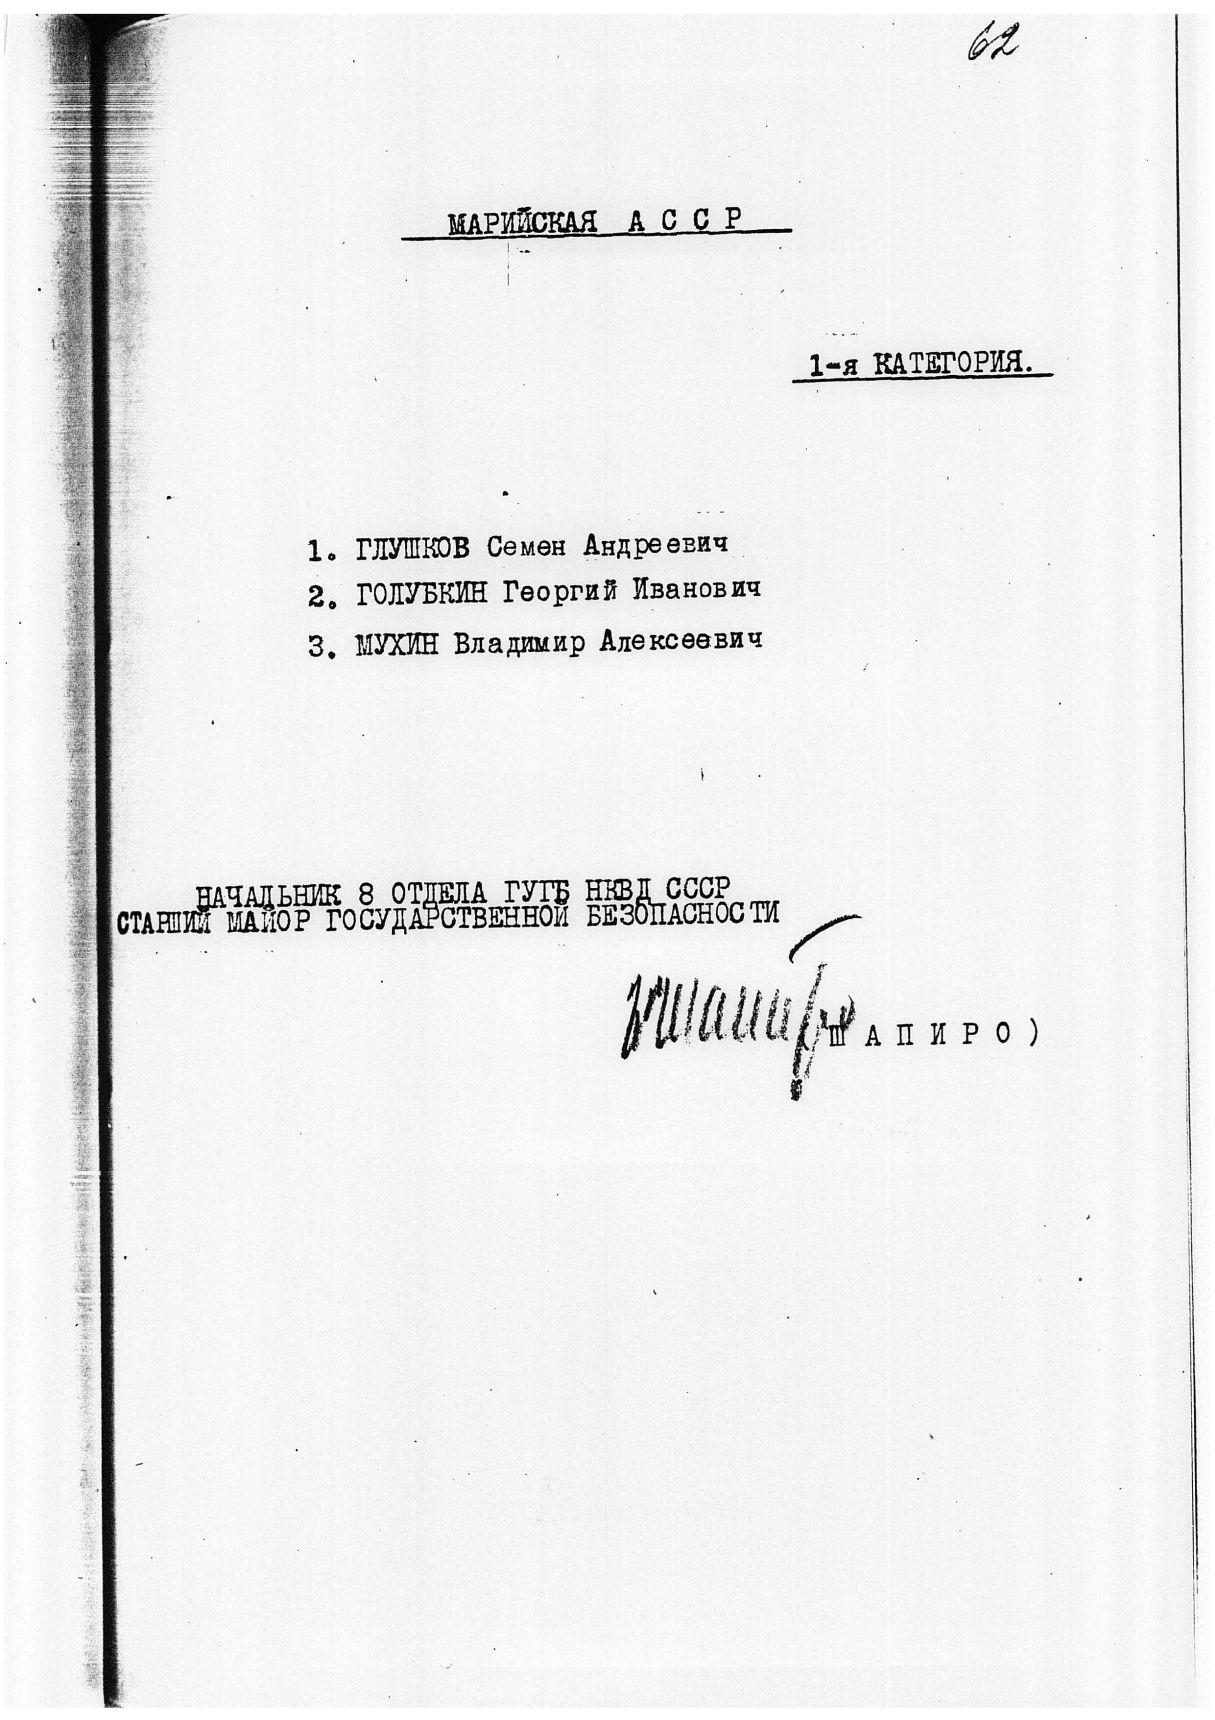 62
МАРИЙСКАЯ А С С Р
1-я КАТЕГОРИЯ.
1. ГЛУШКОВ Семен Андреевич
2. ГОЛУБКИН Георгий Иванович
3. МУХИН Владимир Алексеевич
НАЧАЛЬНИК 8 ОТДЕЛА ГУГБ НКВД СССР
СТАРШИЙ МАЙОР ГОСУДАРСТВЕННОЙ БЕЗОПАСНОСТИ
Ш А П И Р О )